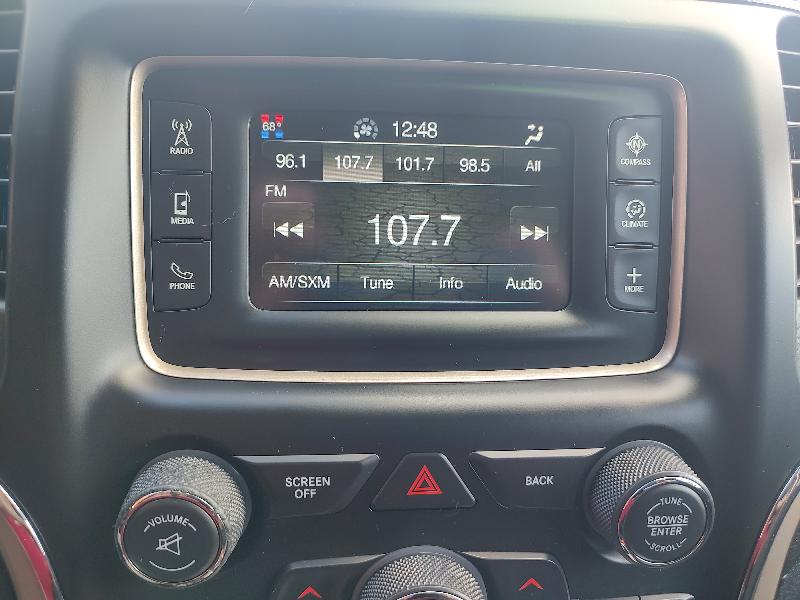 68° 12:48
96.1 107.7 101.7 98.5 All
FM
107.7
AM/SXM Tune Info Audio
RADIO
MEDIA
PHONE
N
COMPASS
CLIMATE
MORE
SCREEN
OFF
BACK
VOLUME
TUNE
BROWSE
ENTER
SCROLL